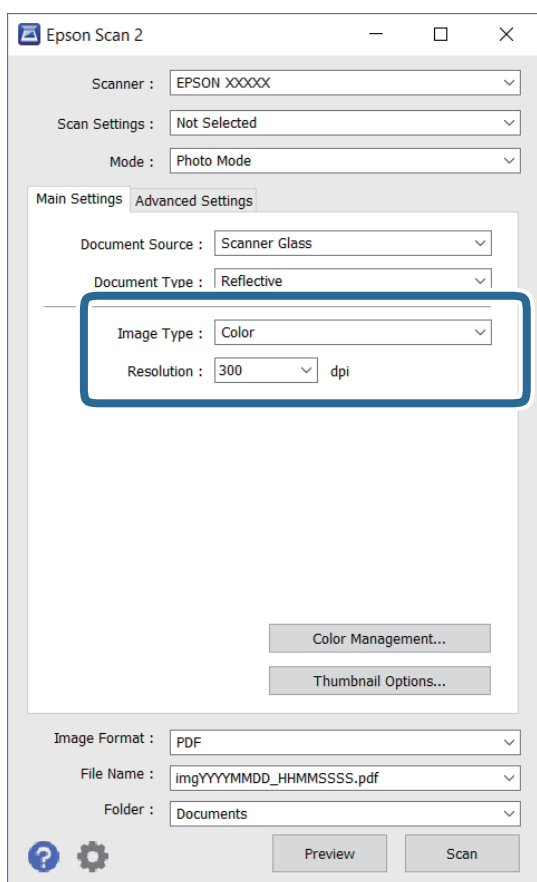 Epson Scan 2
Scanner : EPSON XXXXX
Scan Settings : Not Selected
Mode : Photo Mode
Main Settings Advanced Settings
Document Source : Scanner Glass
Document Type : Reflective
Image Type : Color
Resolution : 300 dpi
Color Management...
Thumbnail Options...
Image Format : PDF
File Name : imgYYYYMMDD_HHMMSSSS.pdf
Folder : Documents
? Preview Scan